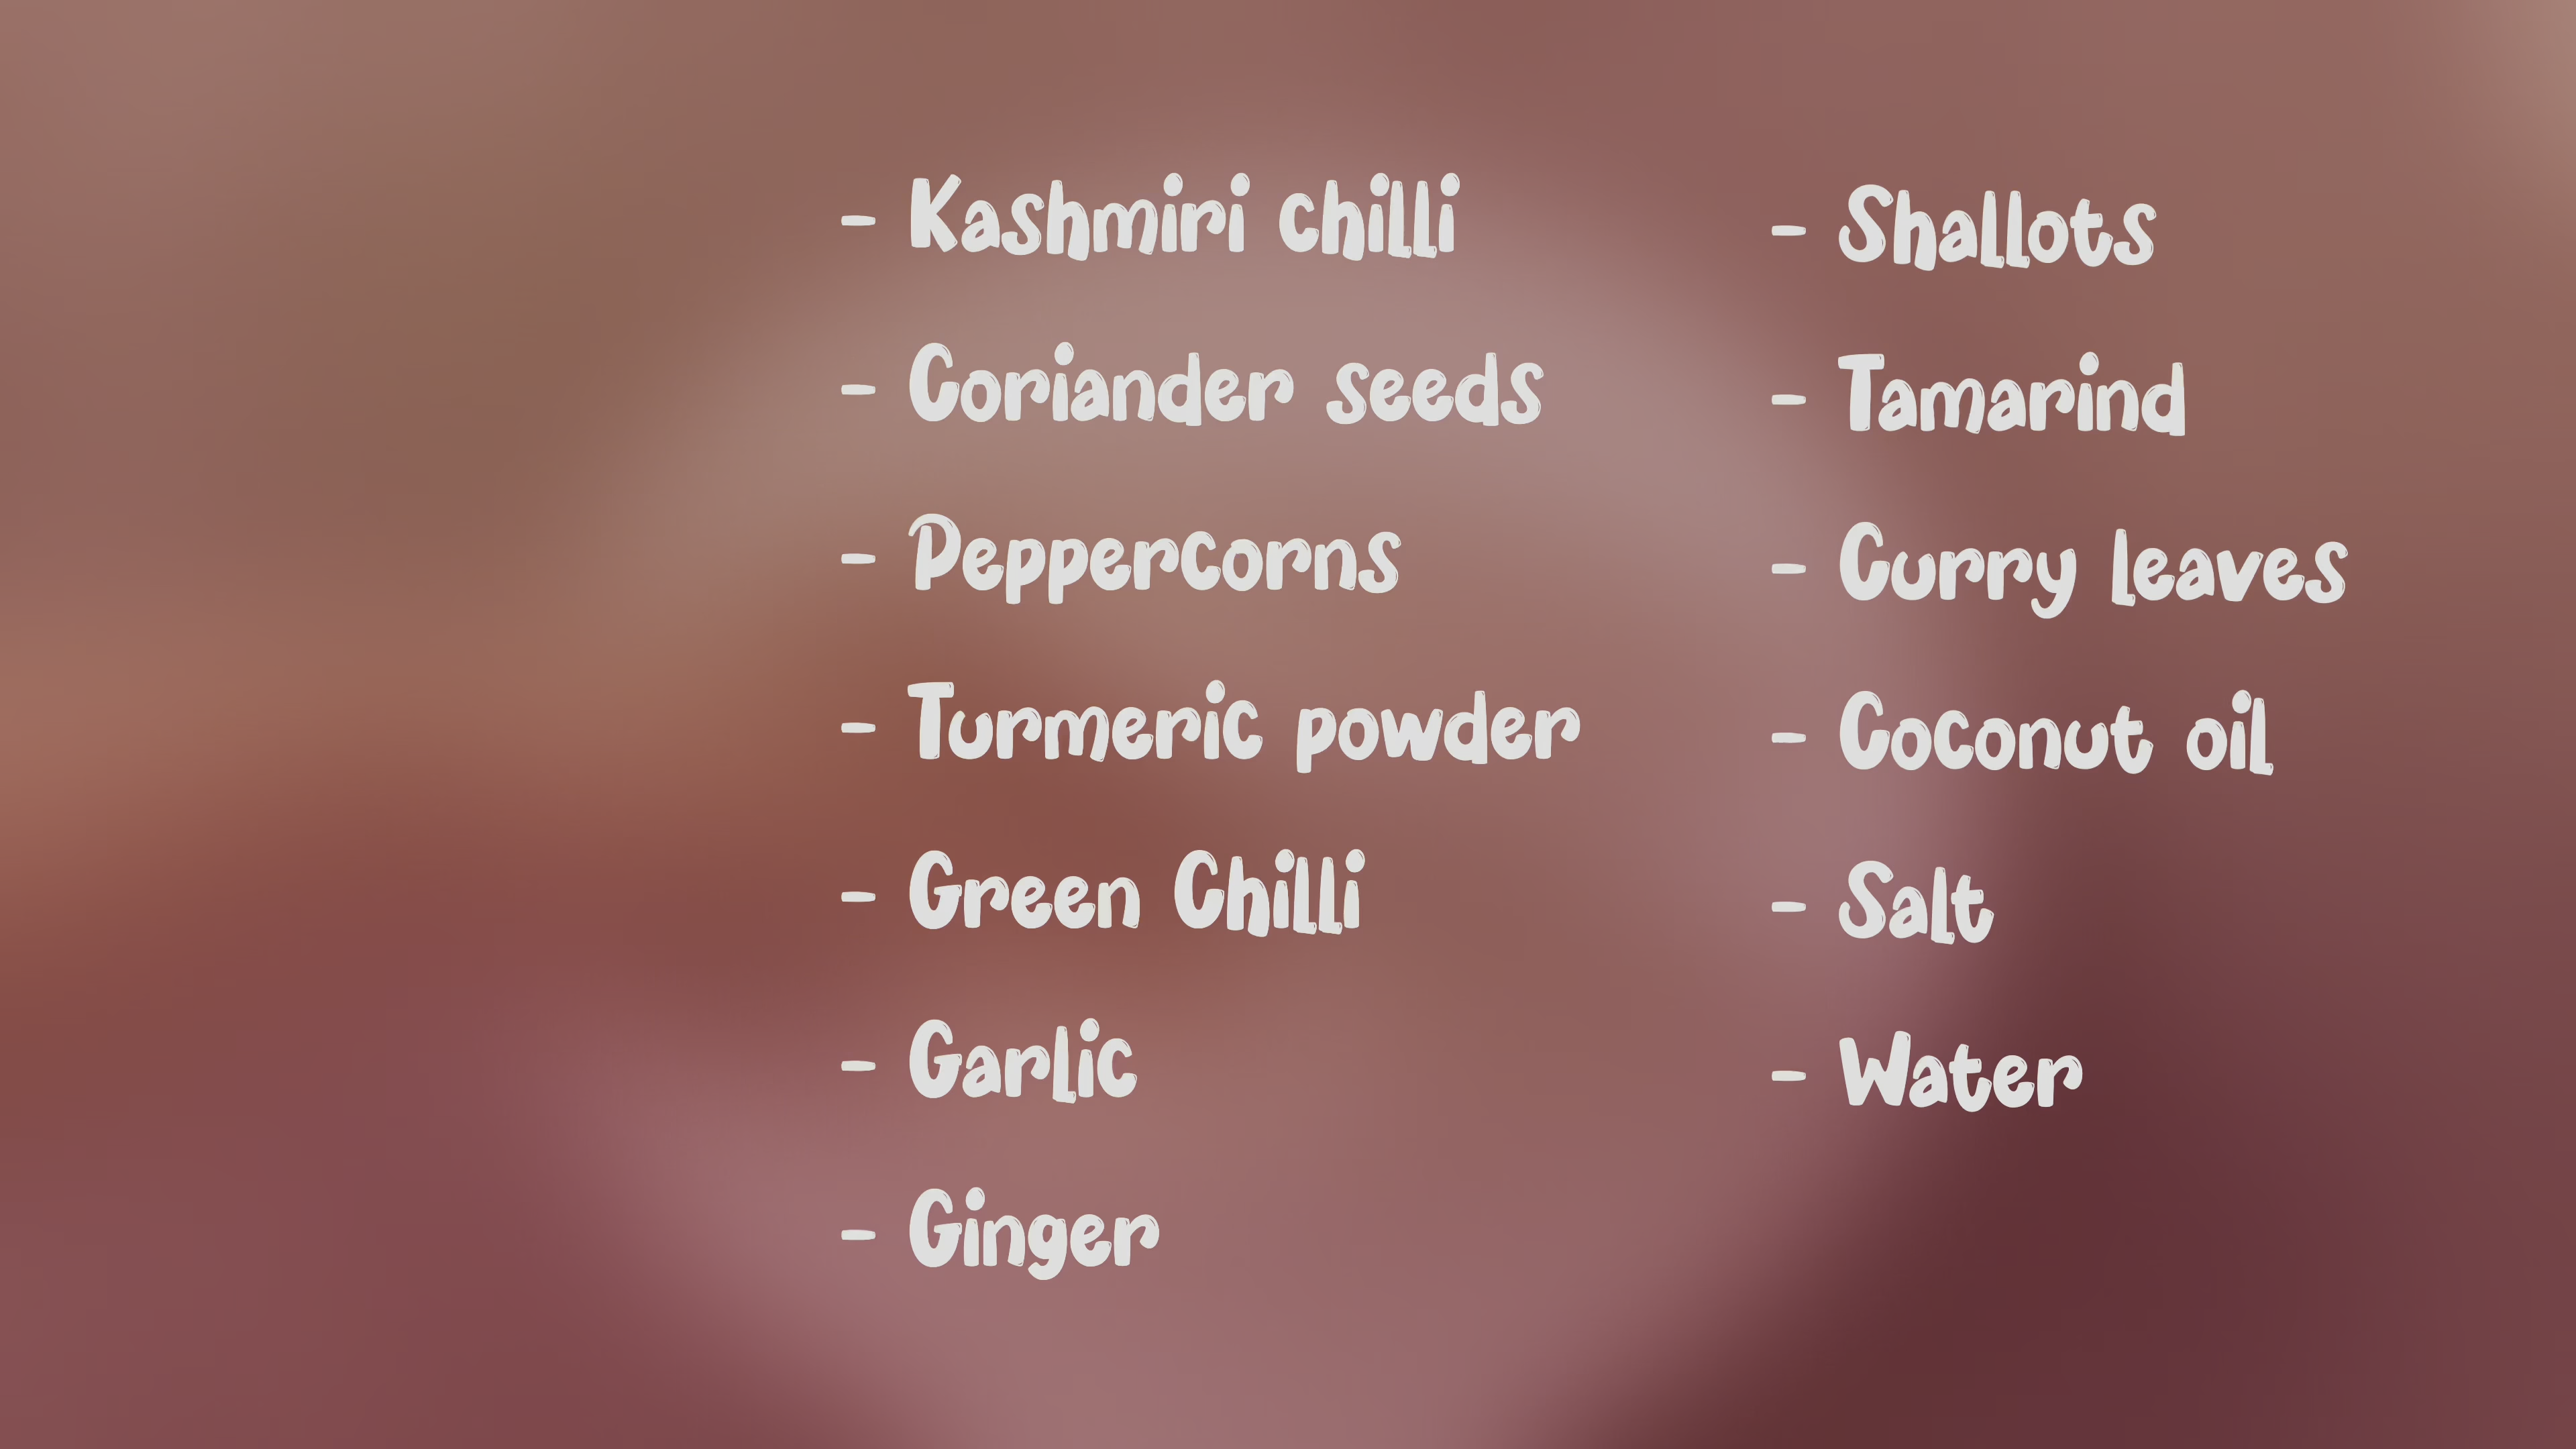 - Kashmiri chilli
- Coriander seeds
- Peppercorns
- Turmeric powder
- Green Chilli
- Garlic
- Ginger
- Shallots
- Tamarind
- Curry leaves
- Coconut oil
- Salt
- Water